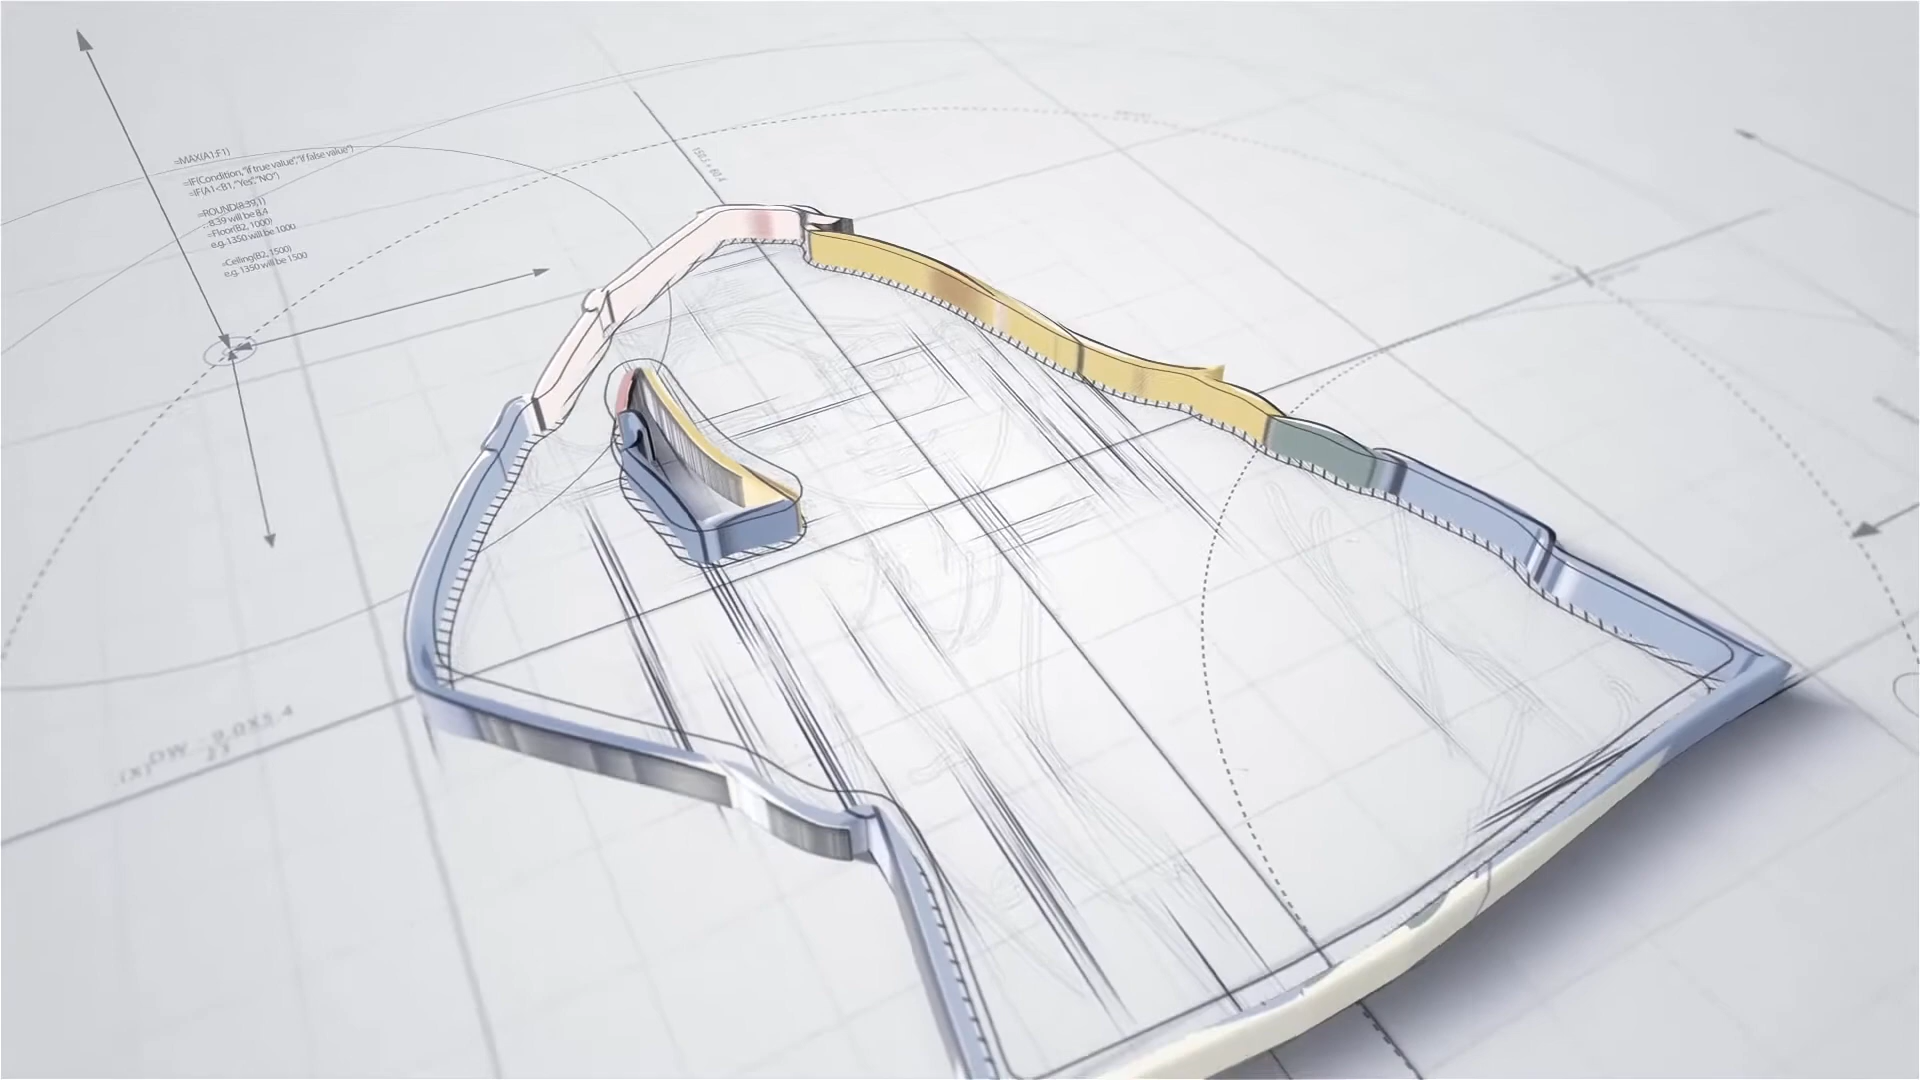 =MAX(A1:F1)
=IF(Condition, "if true value","if false value")
=IF(A1<B1, "Yes", "NO")
=ROUND(8.39,1)
: 8.39 will be 8.4
=Floor(B2, 1000)
e.g. 1350 will be 1000
=Ceiling(B2, 1500)
e.g. 1350 will be 1500